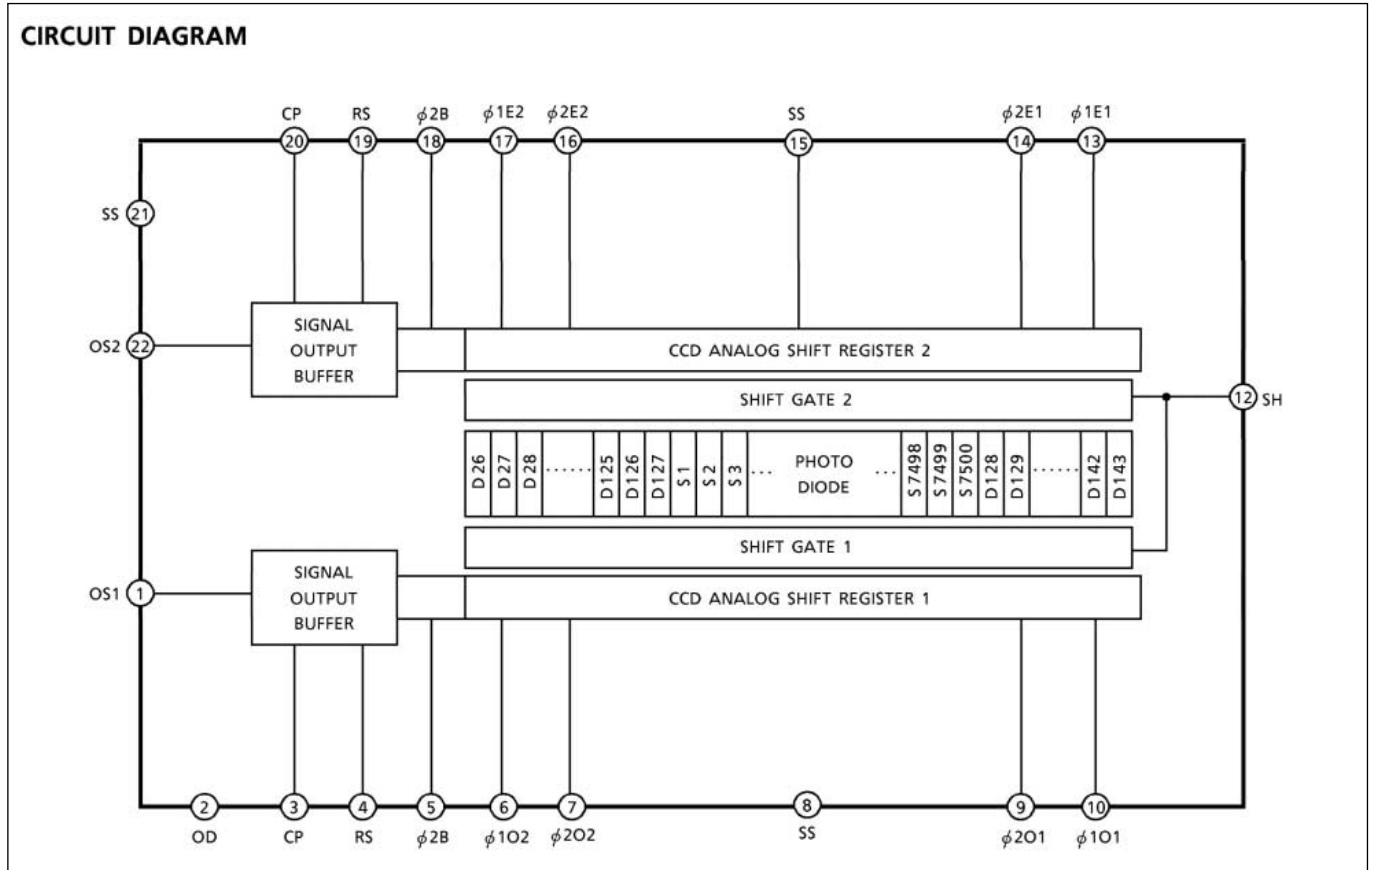 CIRCUIT DIAGRAM
CP RS ϕ2B ϕ1E2 ϕ2E2 SS ϕ2E1 ϕ1E1
20 19 18 17 16 15 14 13
SS 21
SIGNAL
OUTPUT
BUFFER
OS2 22
CCD ANALOG SHIFT REGISTER 2
SHIFT GATE 2
12 SH
D26 D27 D28 ······ D125 D126 D127 S1 S2 S3 ··· PHOTO DIODE ··· S7498 S7499 S7500 D128 D129 ······ D142 D143
SHIFT GATE 1
SIGNAL
OUTPUT
BUFFER
OS1 1
CCD ANALOG SHIFT REGISTER 1
2 3 4 5 6 7 8 9 10
OD CP RS ϕ2B ϕ1O2 ϕ2O2 SS ϕ2O1 ϕ1O1